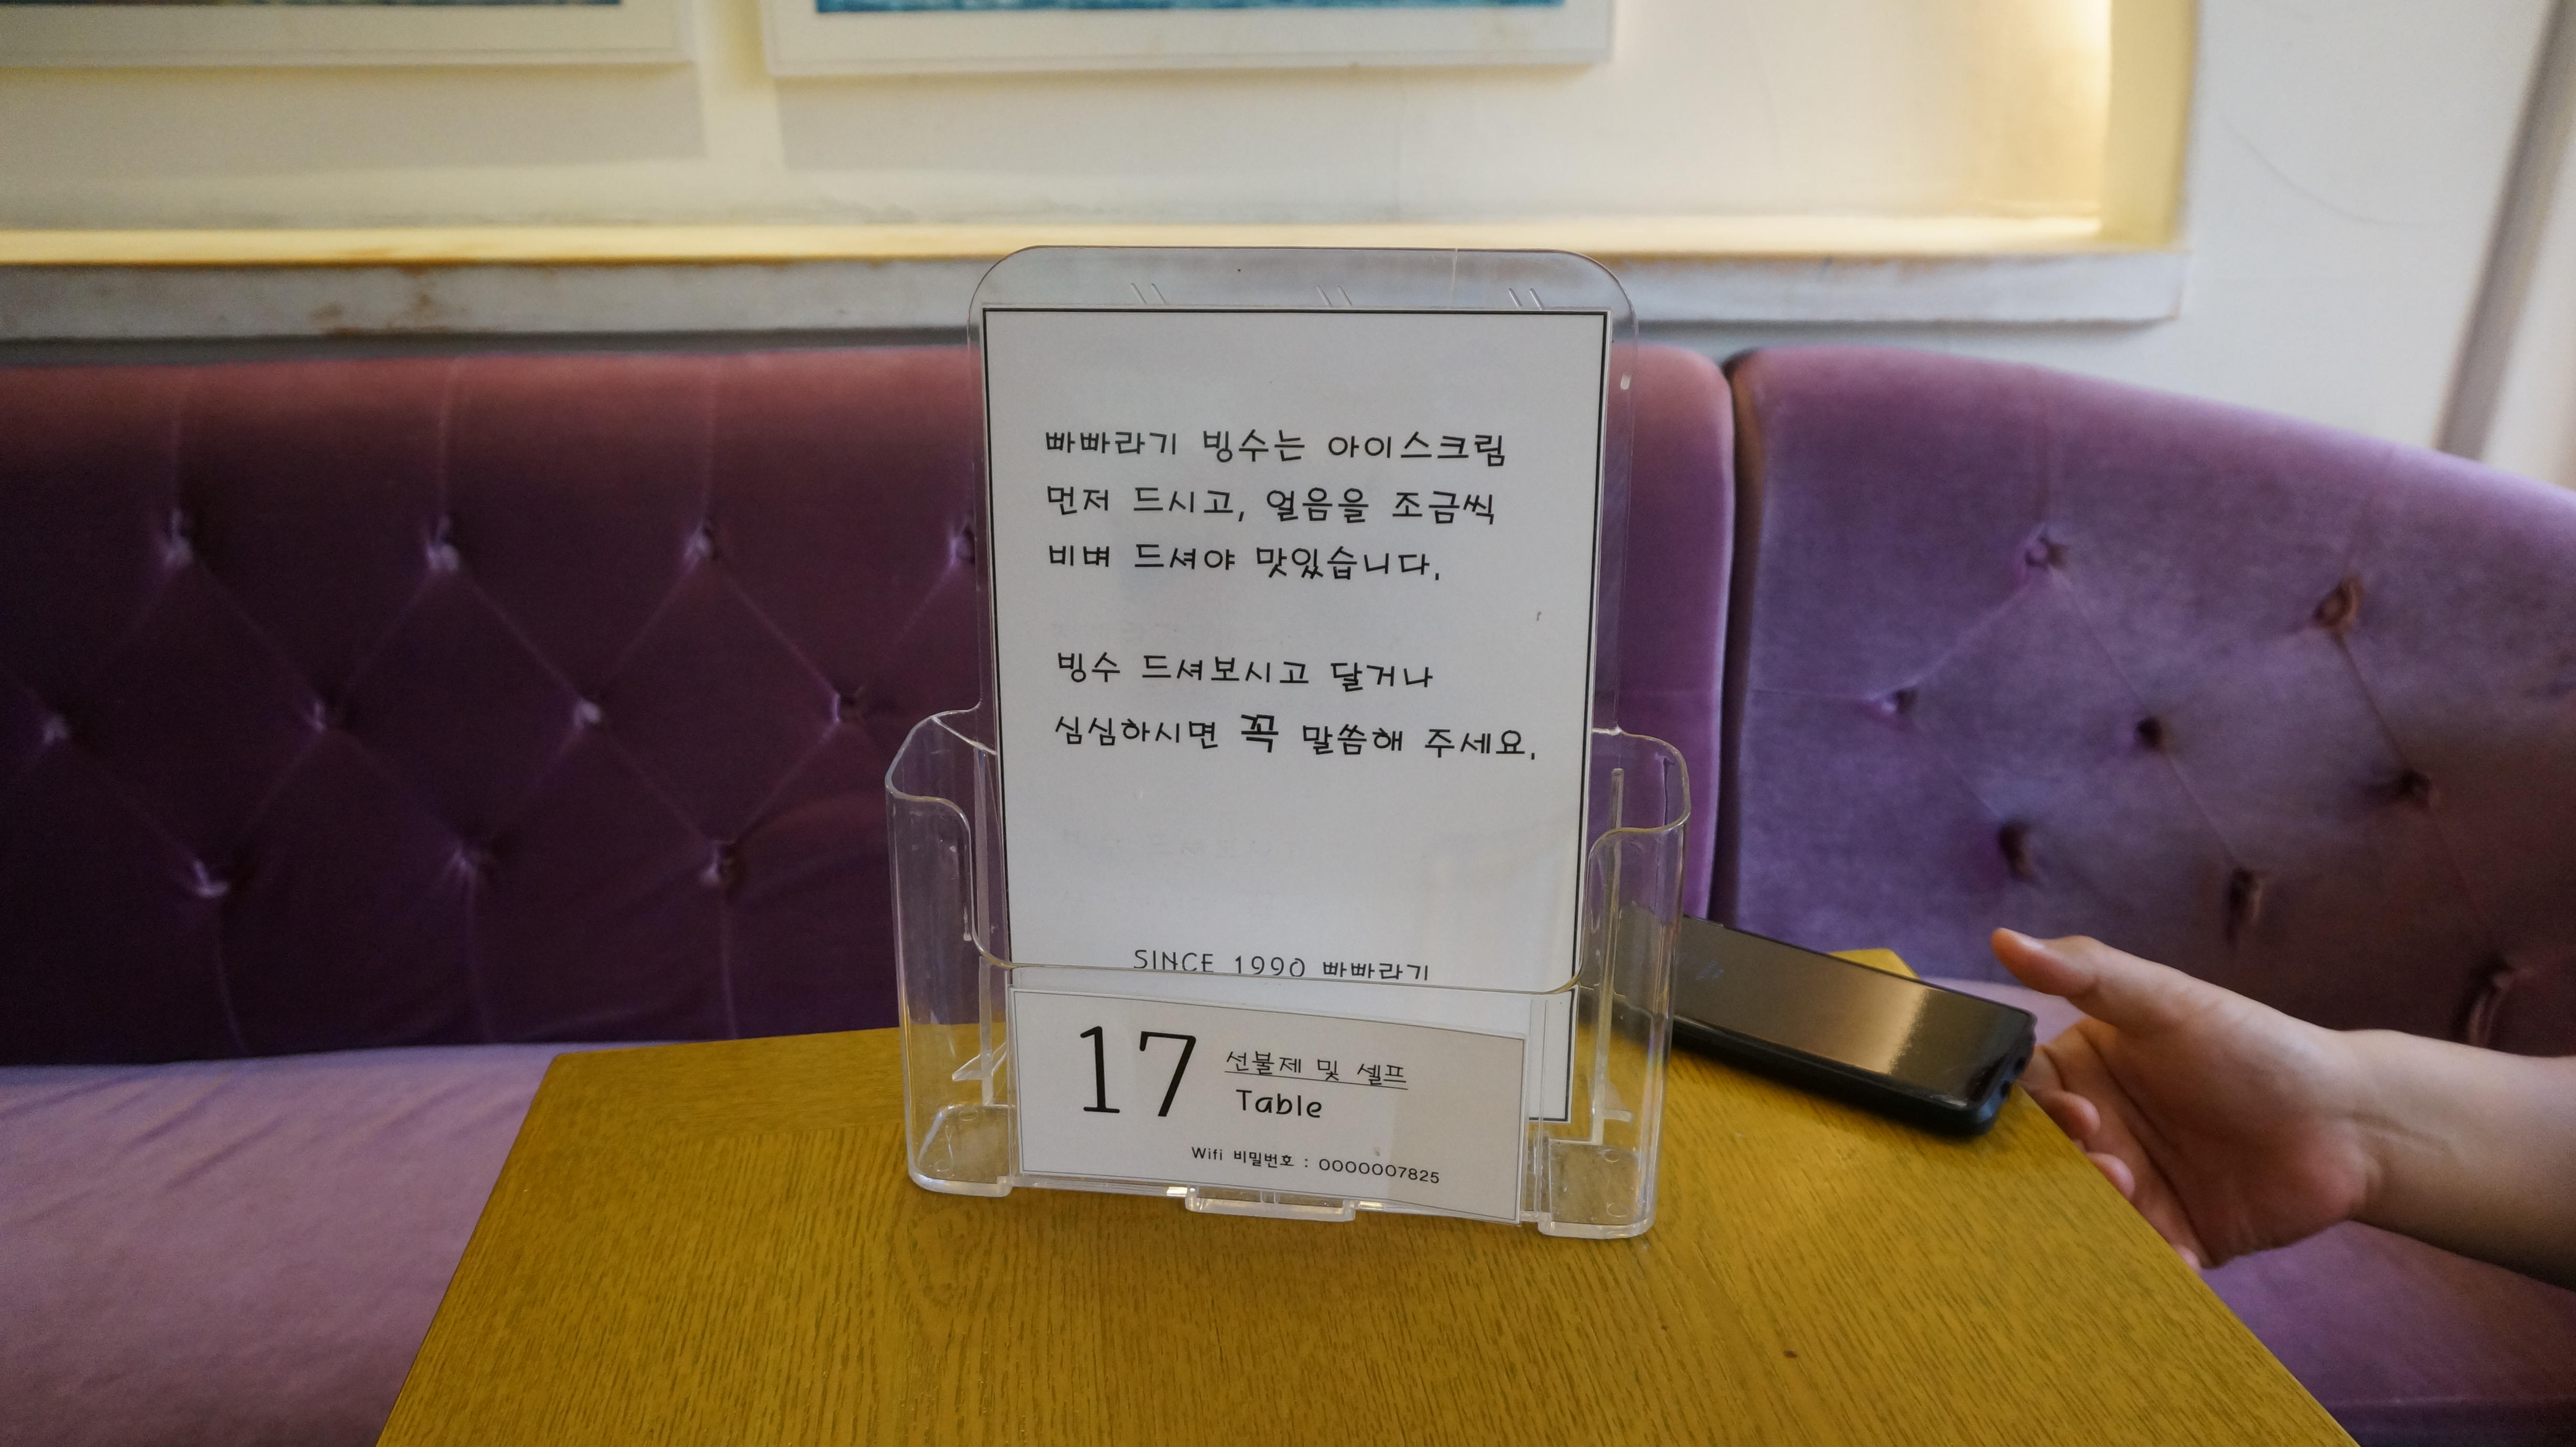 빠빠라기 빙수는 아이스크림
먼저 드시고, 얼음을 조금씩
비벼 드셔야 맛있습니다.
빙수 드셔보시고 달거나
심심하시면 꼭 말씀해 주세요.
SINCE 1990 빠빠라기
17 선불제 및 셀프
Table
Wifi 비밀번호 : 0000007825